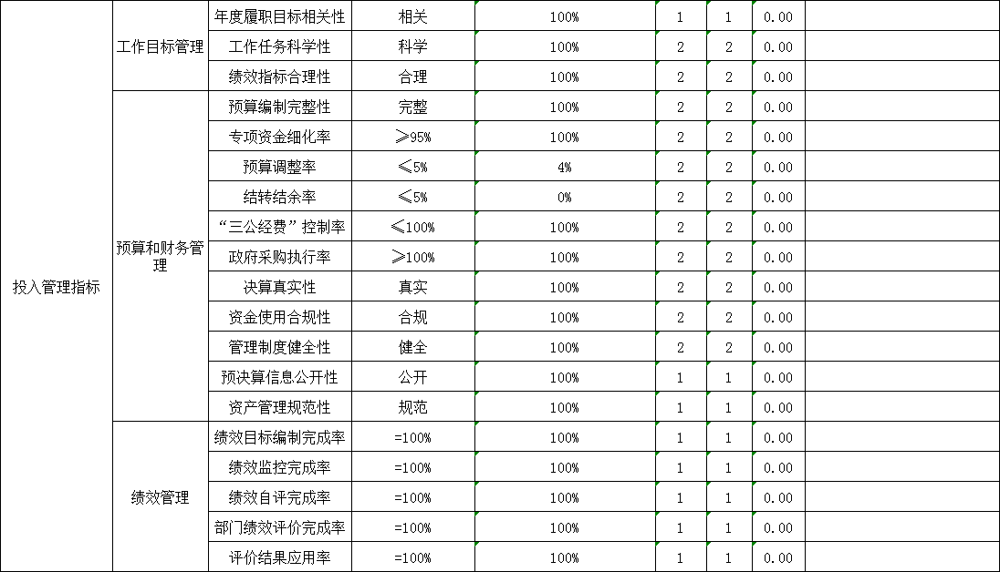 投入管理指标
工作目标管理
年度履职目标相关性 相关 100% 1 1 0.00
工作任务科学性 科学 100% 2 2 0.00
绩效指标合理性 合理 100% 2 2 0.00
预算和财务管
理
预算编制完整性 完整 100% 2 2 0.00
专项资金细化率 ≥95% 100% 2 2 0.00
预算调整率 ≤5% 4% 2 2 0.00
结转结余率 ≤5% 0% 2 2 0.00
“三公经费”控制率 ≤100% 100% 2 2 0.00
政府采购执行率 ≥100% 100% 2 2 0.00
决算真实性 真实 100% 2 2 0.00
资金使用合规性 合规 100% 2 2 0.00
管理制度健全性 健全 100% 2 2 0.00
预决算信息公开性 公开 100% 1 1 0.00
资产管理规范性 规范 100% 1 1 0.00
绩效管理
绩效目标编制完成率 =100% 100% 1 1 0.00
绩效监控完成率 =100% 100% 1 1 0.00
绩效自评完成率 =100% 100% 1 1 0.00
部门绩效评价完成率 =100% 100% 1 1 0.00
评价结果应用率 =100% 100% 1 1 0.00